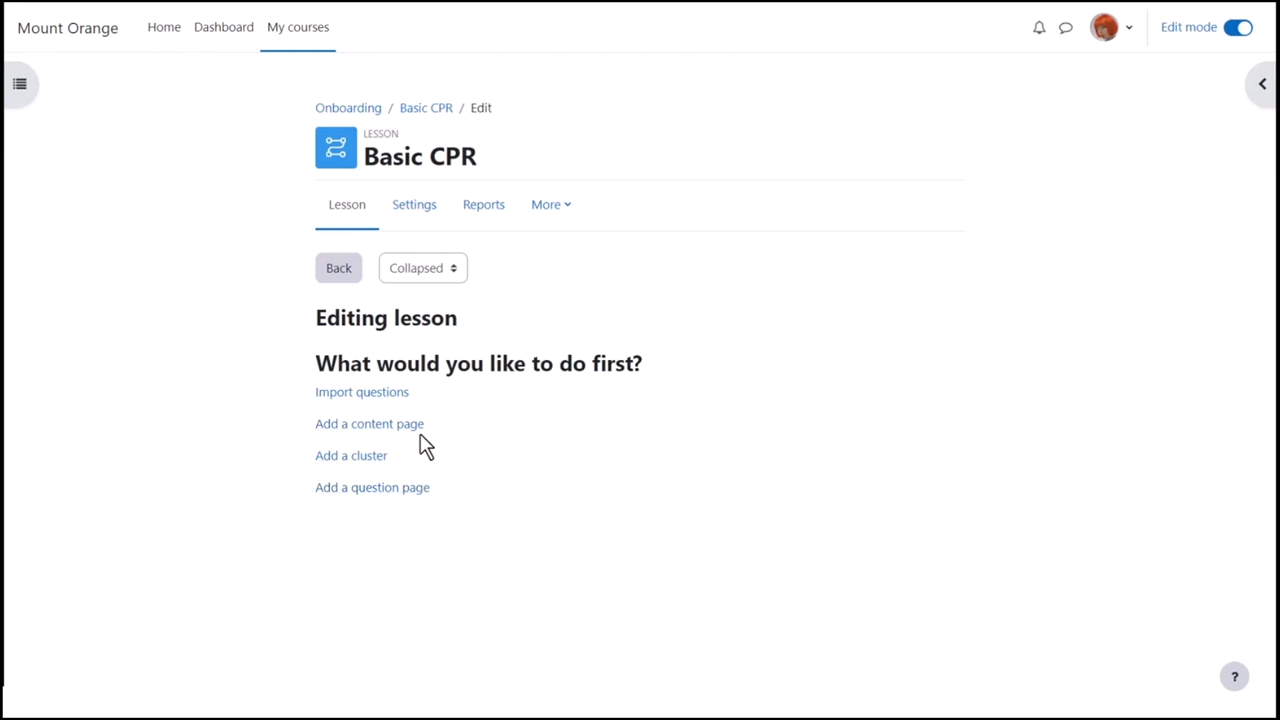 Mount Orange Home Dashboard My courses Edit mode
Onboarding / Basic CPR / Edit
LESSON
Basic CPR
Lesson Settings Reports More
Back Collapsed
Editing lesson
What would you like to do first?
Import questions
Add a content page
Add a cluster
Add a question page
?